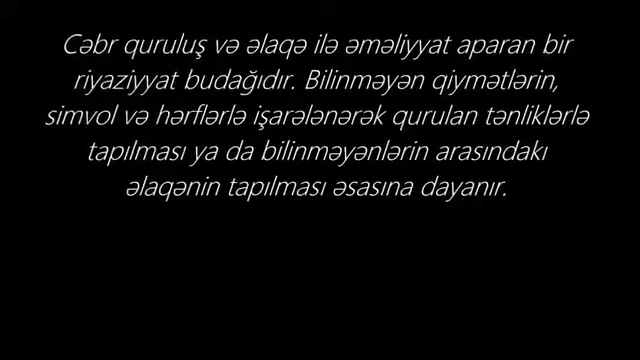 Cəbr quruluş və əlaqə ilə əməliyyat aparan bir
riyaziyyat budağıdır. Bilinməyən qiymətlərin,
simvol və hərflərlə işarələnərək qurulan tənliklərlə
tapılması ya da bilinməyənlərin arasındakı
əlaqənin tapılması əsasına dayanır.